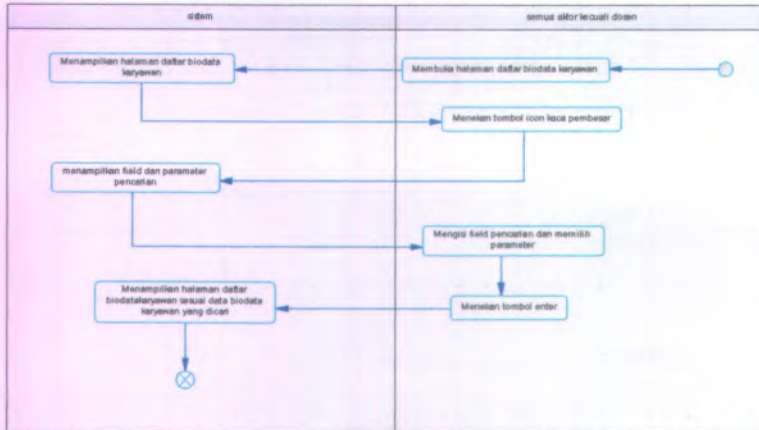 sistem
semua aktor kecuali dosen
Menampilkan halaman daftar biodata
karyawan
Membuka halaman daftar biodata karyawan
Menekan tombol icon kaca pembesar
menampilkan field dan parameter
pencarian
Mengisi field pencarian dan memilih
parameter
Menampilkan halaman daftar
biodatakaryawan sesuai data biodata
karyawan yang dicari
Menekan tombol enter